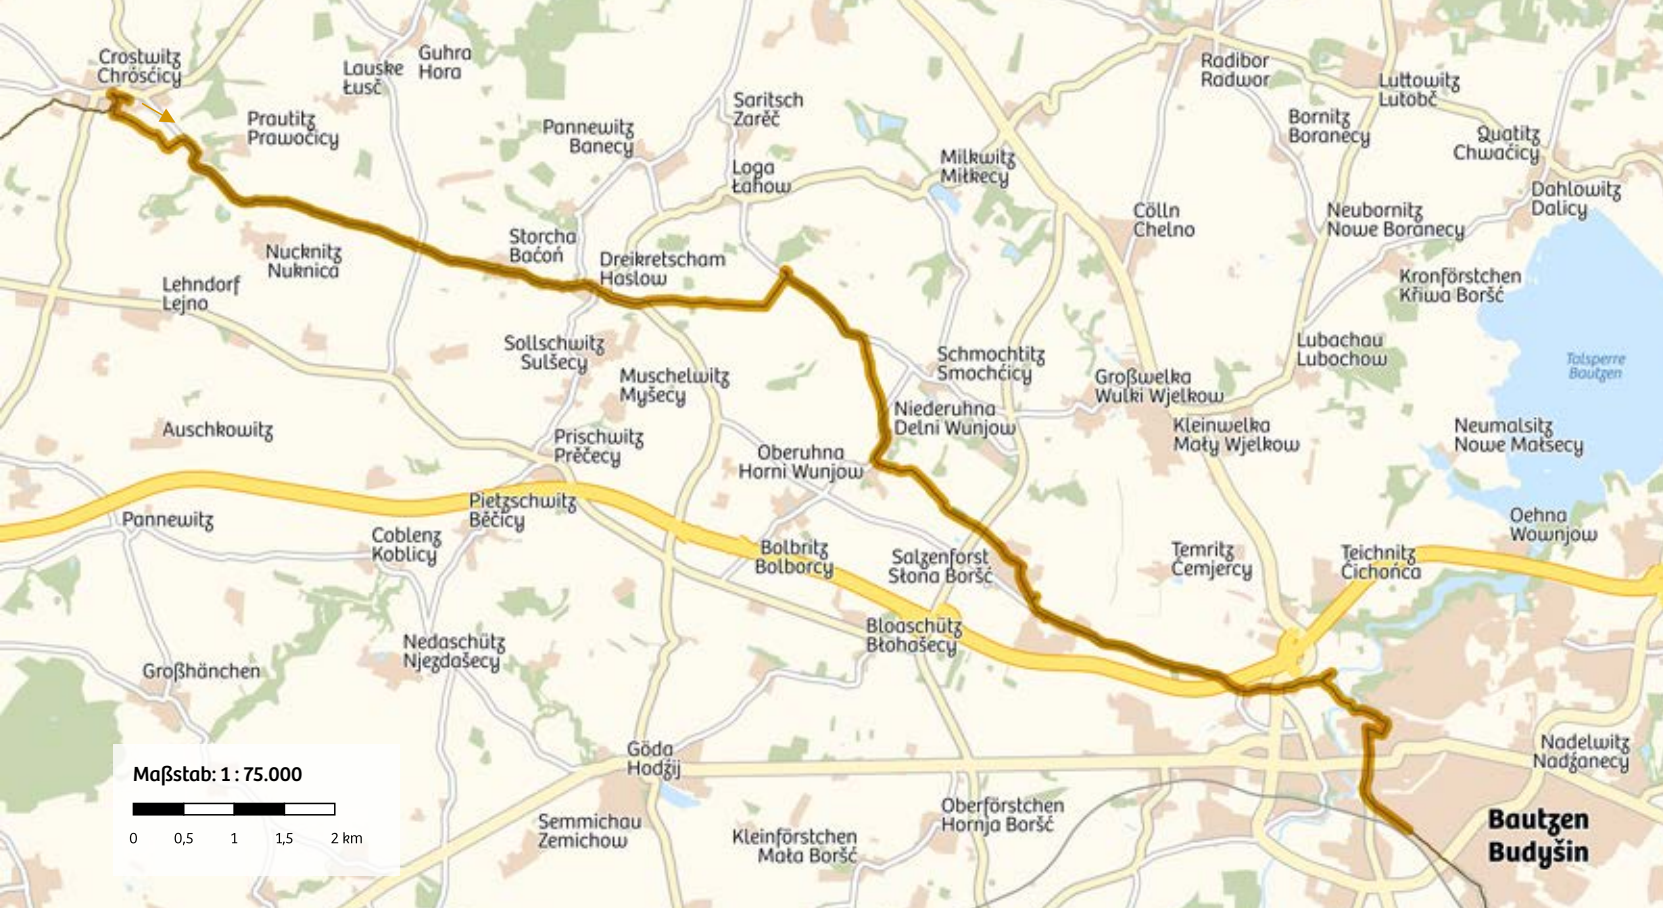 Crostwitz
Chrósćicy
Lauske
Łusč
Guhra
Hora
Prautitz
Prawoćicy
Pannewitz
Banecy
Saritsch
Zarěč
Loga
Łahow
Milkwitz
Miłkecy
Radibor
Radwor
Luttowitz
Lutobč
Bornitz
Boranecy
Quatitz
Chwaćicy
Dahlowitz
Dalicy
Cölln
Chelno
Neubornitz
Nowe Boranecy
Nucknitz
Nuknica
Storcha
Baćoń
Dreikretscham
Haslow
Lehndorf
Lejno
Kronförstchen
Křiwa Boršć
Sollschwitz
Sulšecy
Muschelwitz
Myšecy
Schmochtitz
Smochćicy
Großwelka
Wulki Wjelkow
Lubachau
Lubochow
Talsperre
Bautzen
Auschkowitz
Prischwitz
Prěčecy
Niederuhna
Delni Wunjow
Oberuhna
Horni Wunjow
Kleinwelka
Mały Wjelkow
Neumalsitz
Nowe Małsecy
Pannewitz
Pietzschwitz
Běčicy
Coblenz
Koblicy
Bolbritz
Bolborcy
Salzenforst
Słona Boršć
Temritz
Ćemjercy
Teichnitz
Čichońca
Oehna
Wownjow
Bloaschütz
Błohašecy
Großhänchen
Nedaschütz
Njezdašecy
Göda
Hodźij
Nadelwitz
Nadźanecy
Semmichau
Zemichow
Kleinförstchen
Mała Boršć
Oberförstchen
Hornja Boršć
Bautzen
Budyšin
Maßstab: 1 : 75.000
0 0,5 1 1,5 2 km